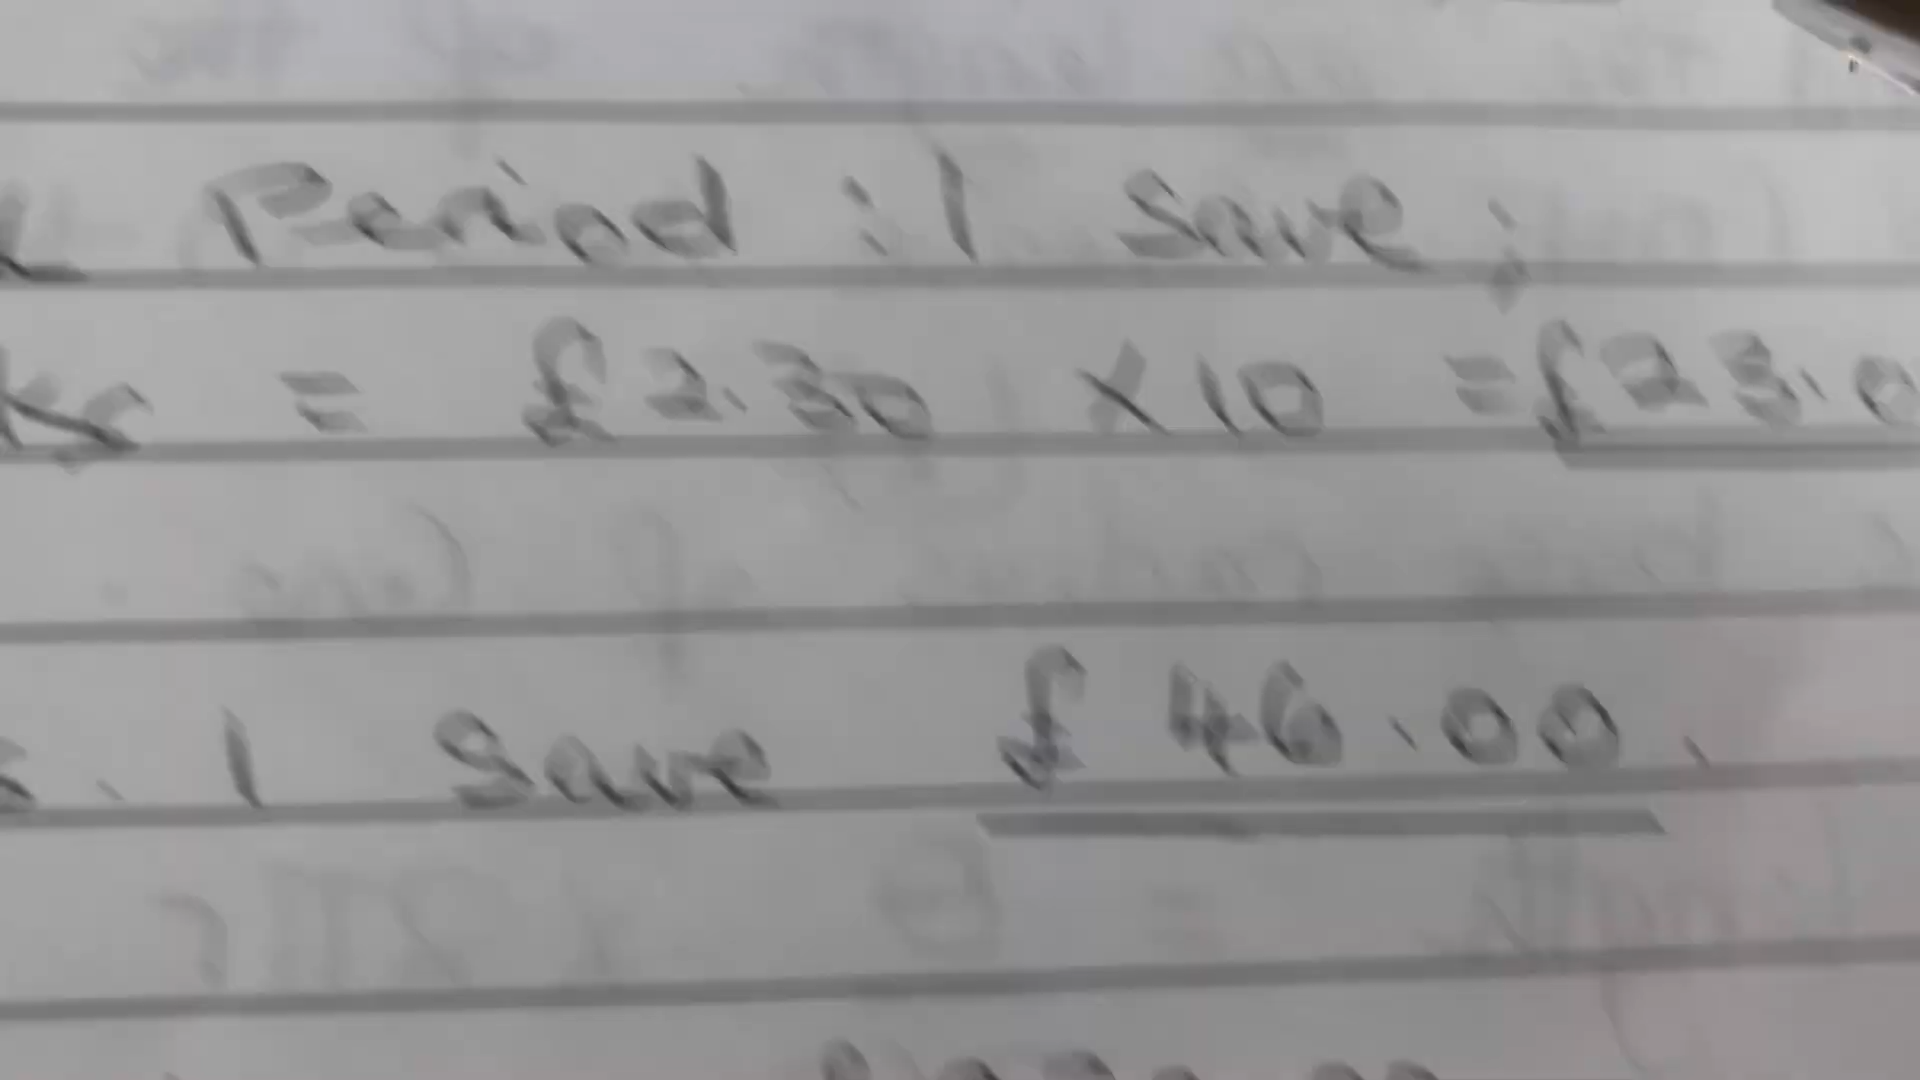 Period : I save ;
= £2.30 x 10 = £23.0
. I save £46.00.